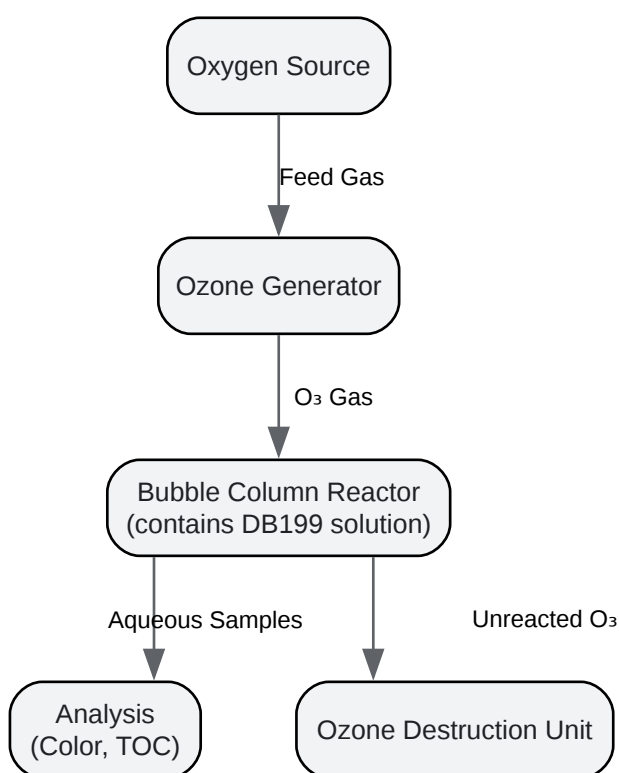 Oxygen Source
Feed Gas
Ozone Generator
O₃ Gas
Bubble Column Reactor
(contains DB199 solution)
Aqueous Samples
Unreacted O₃
Analysis
(Color, TOC)
Ozone Destruction Unit